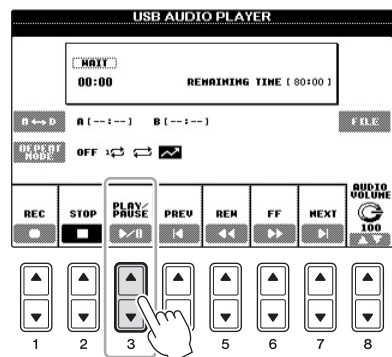 USB AUDIO PLAYER
WAIT
00:00 REMAINING TIME [ 80:00 ]
A [--:--) B [--:--)
FILE
REPEAT MODE OFF 1
REC STOP PLAY/PAUSE PREV REW FF NEXT AUDIO VOLUME
100
1 2 3 5 6 7 8